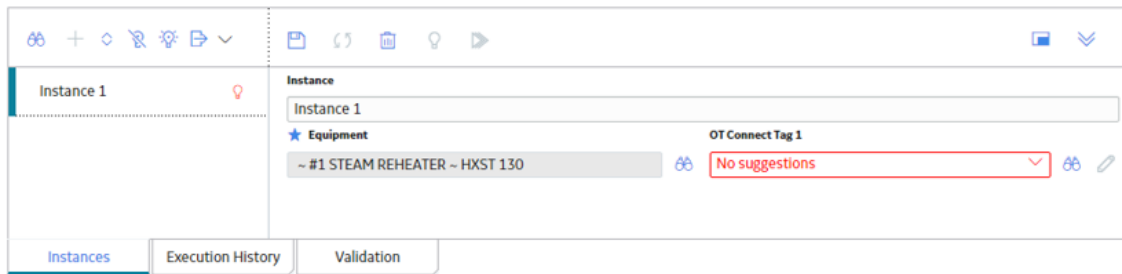 Instance 1
Instance
Instance 1
Equipment
OT Connect Tag 1
~ #1 STEAM REHEATER ~ HXST 130
No suggestions
Instances
Execution History
Validation